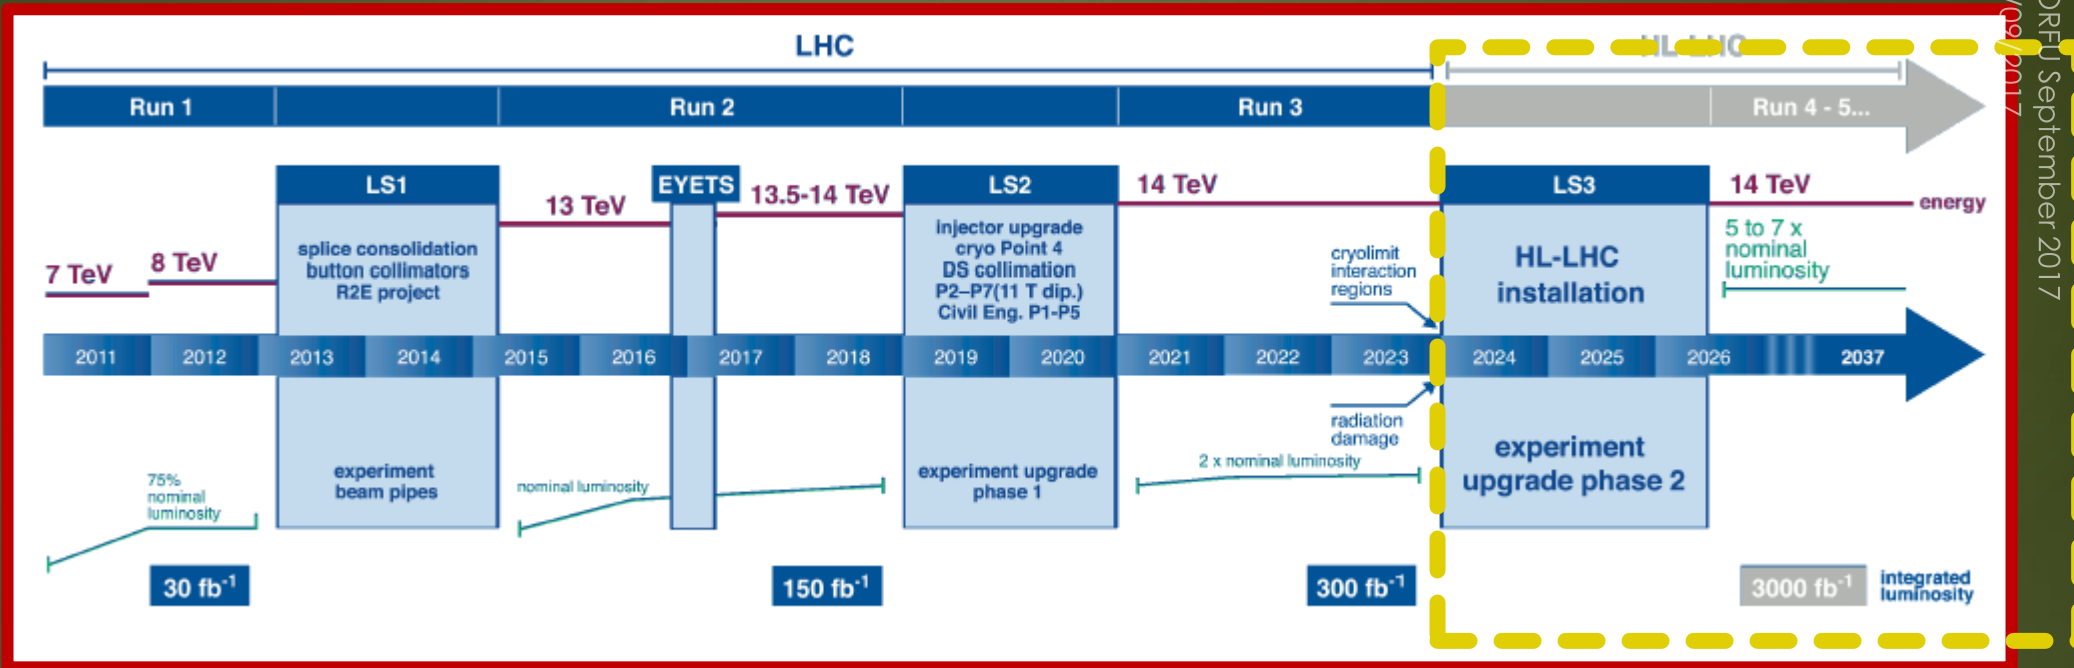 LHC
HL-LHC
Run 1
Run 2
Run 3
Run 4 - 5...
LS1
splice consolidation
button collimators
R2E project
EYETS
LS2
injector upgrade
cryo Point 4
DS collimation
P2–P7(11 T dip.)
Civil Eng. P1-P5
LS3
HL-LHC
installation
7 TeV
8 TeV
13 TeV
13.5-14 TeV
14 TeV
14 TeV
energy
5 to 7 x
nominal
luminosity
cryolimit
interaction
regions
2011 2012 2013 2014 2015 2016 2017 2018 2019 2020 2021 2022 2023 2024 2025 2026 2037
radiation
damage
75%
nominal
luminosity
experiment
beam pipes
nominal luminosity
experiment upgrade
phase 1
2 x nominal luminosity
experiment
upgrade phase 2
30 fb⁻¹
150 fb⁻¹
300 fb⁻¹
3000 fb⁻¹
integrated
luminosity
ORFU September 2017
/09/2017